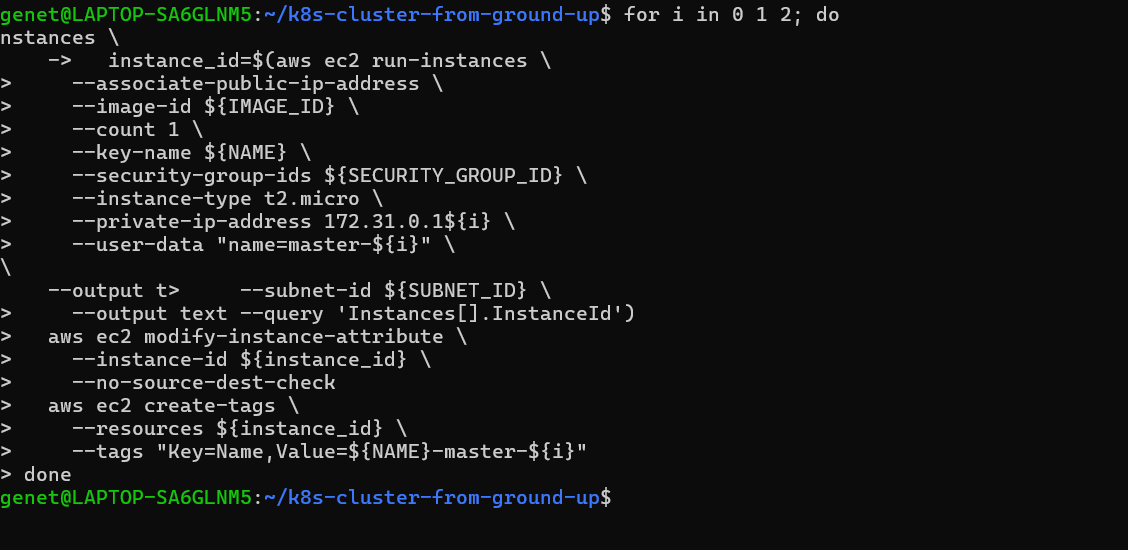 genet@LAPTOP-SA6GLNM5:~/k8s-cluster-from-ground-up$ for i in 0 1 2; do
nstances \
    ->   instance_id=$(aws ec2 run-instances \
>     --associate-public-ip-address \
>     --image-id ${IMAGE_ID} \
>     --count 1 \
>     --key-name ${NAME} \
>     --security-group-ids ${SECURITY_GROUP_ID} \
>     --instance-type t2.micro \
>     --private-ip-address 172.31.0.1${i} \
>     --user-data "name=master-${i}" \
\
    --output t>     --subnet-id ${SUBNET_ID} \
>     --output text --query 'Instances[].InstanceId')
>   aws ec2 modify-instance-attribute \
>     --instance-id ${instance_id} \
>     --no-source-dest-check
>   aws ec2 create-tags \
>     --resources ${instance_id} \
>     --tags "Key=Name,Value=${NAME}-master-${i}"
> done
genet@LAPTOP-SA6GLNM5:~/k8s-cluster-from-ground-up$